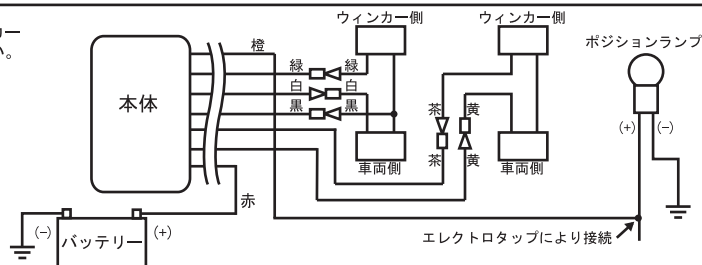 ー
い。
ウィンカー側
ウィンカー側
ポジションランプ
橙
緑 緑
白 白
黒 黒
本体
茶 黄
茶 黄
車両側
車両側
(+) (−)
赤
(−) バッテリー (+)
エレクトロタップにより接続